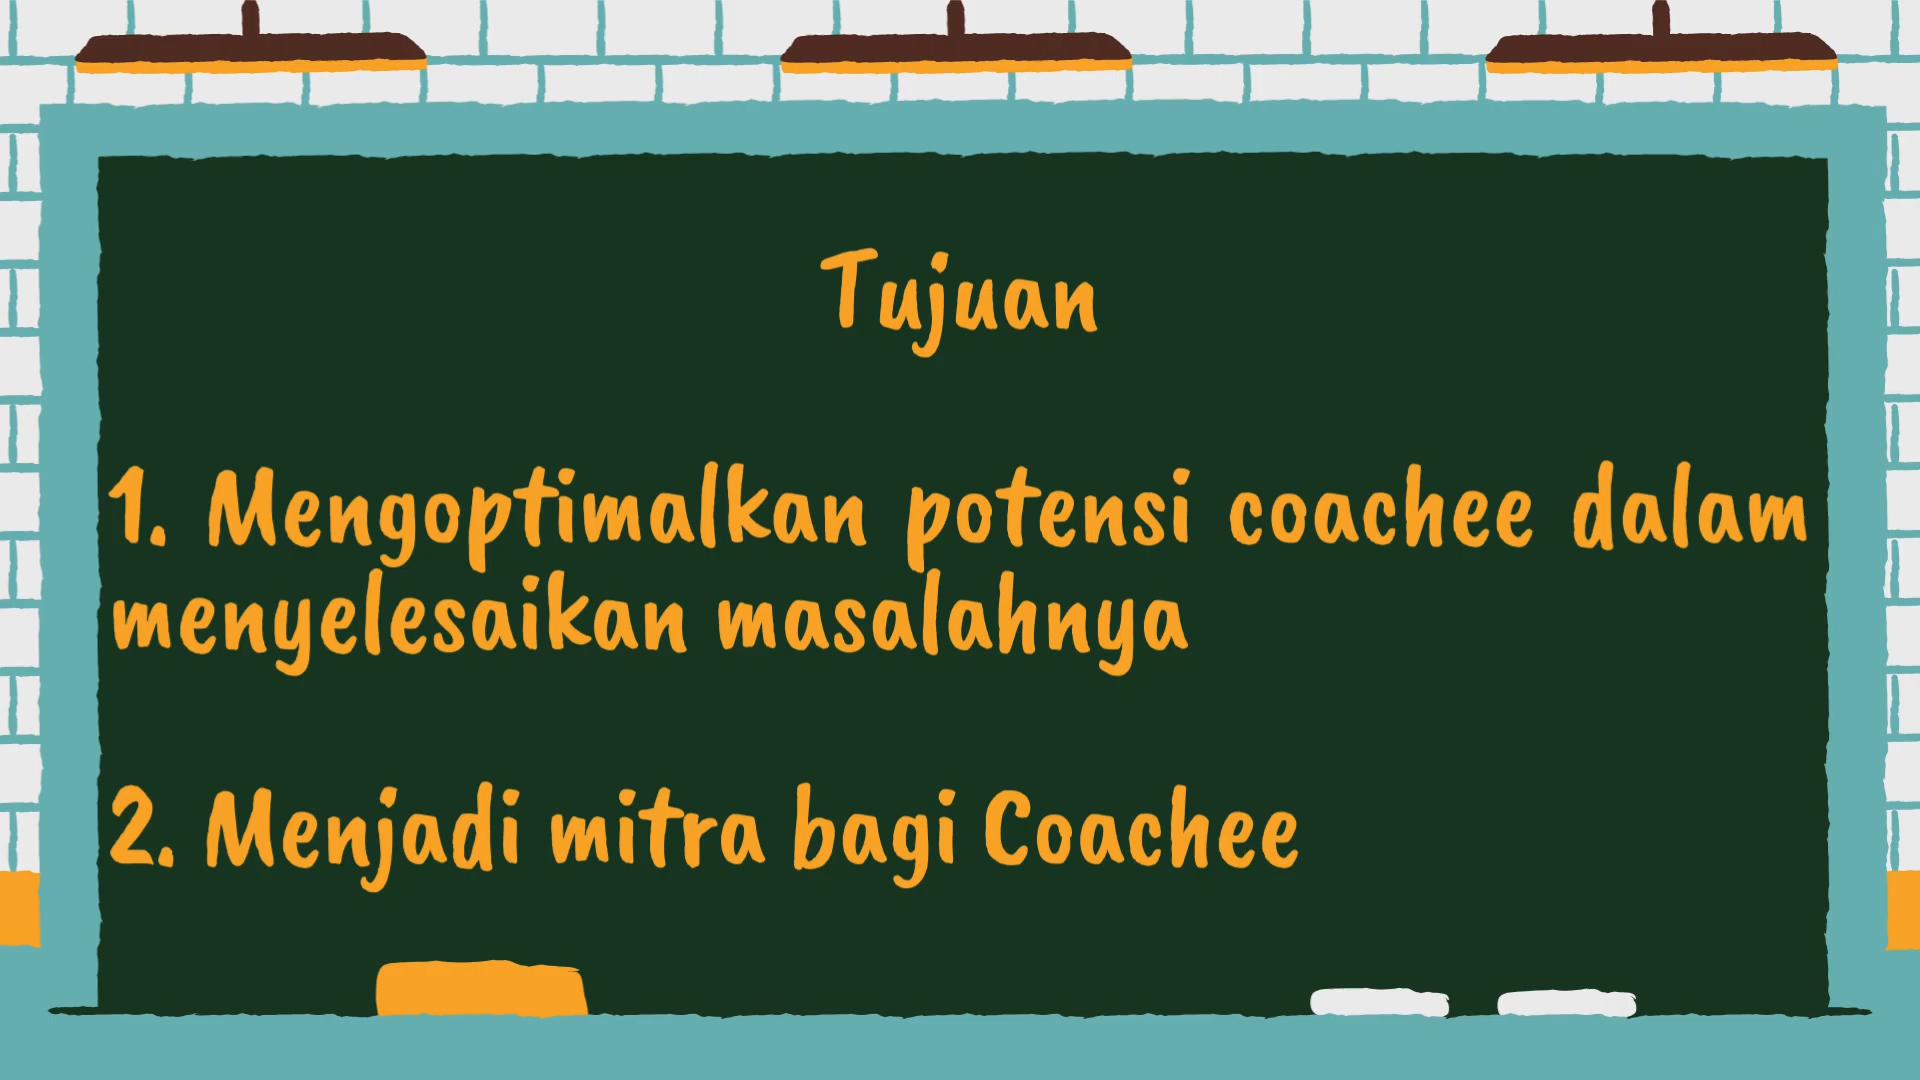 Tujuan
1. Mengoptimalkan potensi coachee dalam
menyelesaikan masalahnya
2. Menjadi mitra bagi Coachee